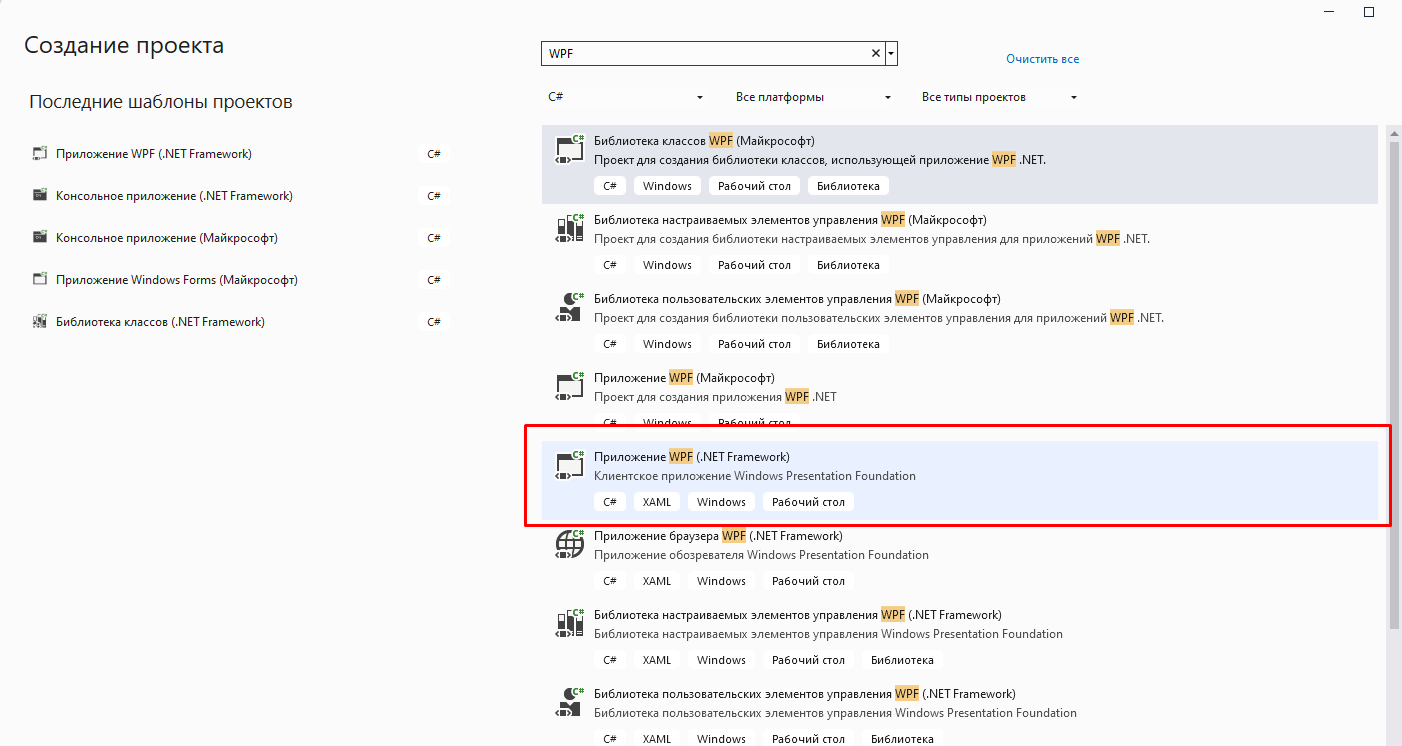 Создание проекта
Последние шаблоны проектов
Приложение WPF (.NET Framework) C#
Консольное приложение (.NET Framework) C#
Консольное приложение (Майкрософт) C#
Приложение Windows Forms (Майкрософт) C#
Библиотека классов (.NET Framework) C#
WPF
Очистить все
C# Все платформы Все типы проектов
Библиотека классов WPF (Майкрософт)
Проект для создания библиотеки классов, использующей приложение WPF .NET.
C# Windows Рабочий стол Библиотека
Библиотека настраиваемых элементов управления WPF (Майкрософт)
Проект для создания библиотеки настраиваемых элементов управления для приложений WPF .NET.
C# Windows Рабочий стол Библиотека
Библиотека пользовательских элементов управления WPF (Майкрософт)
Проект для создания библиотеки пользовательских элементов управления для приложений WPF .NET.
C# Windows Рабочий стол Библиотека
Приложение WPF (Майкрософт)
Проект для создания приложения WPF .NET
C# Windows Рабочий стол
Приложение WPF (.NET Framework)
Клиентское приложение Windows Presentation Foundation
C# XAML Windows Рабочий стол
Приложение браузера WPF (.NET Framework)
Приложение обозревателя Windows Presentation Foundation
C# XAML Windows Рабочий стол
Библиотека настраиваемых элементов управления WPF (.NET Framework)
Библиотека настраиваемых элементов управления Windows Presentation Foundation
C# XAML Windows Рабочий стол Библиотека
Библиотека пользовательских элементов управления WPF (.NET Framework)
Библиотека пользовательских элементов управления Windows Presentation Foundation
C# XAML Windows Рабочий стол Библиотека